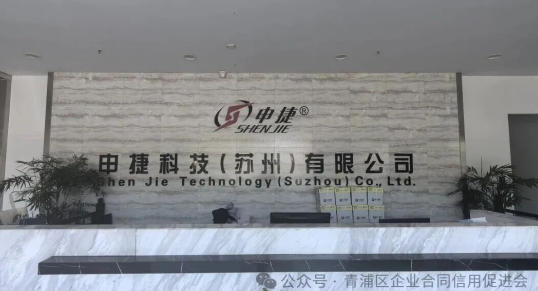 申捷®
SHENJIE
申捷科技(苏州)有限公司
Shen Jie Technology (Suzhou) Co., Ltd.
公众号 · 青浦区企业合同信用促进会